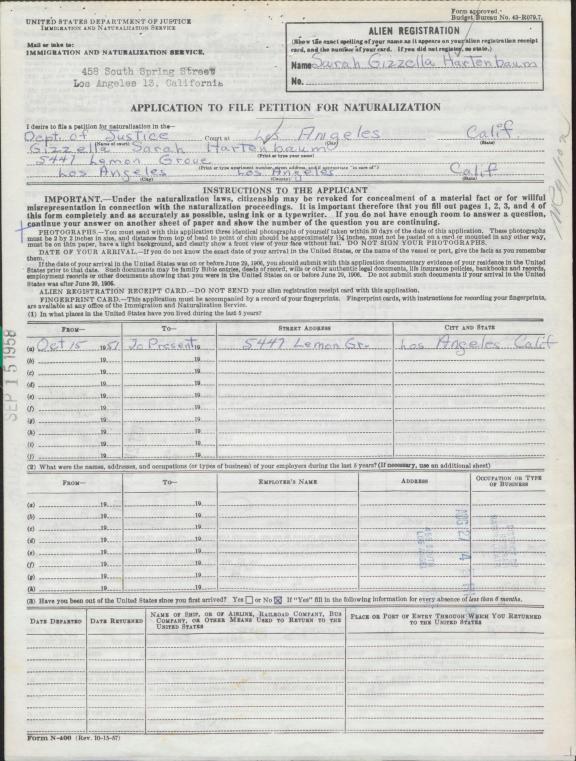 Form approved.
Budget Bureau No. 43-R079.7.
UNITED STATES DEPARTMENT OF JUSTICE
IMMIGRATION AND NATURALIZATION SERVICE
Mail or take to:
IMMIGRATION AND NATURALIZATION SERVICE,
458 South Spring Street
Los Angeles 13, California
ALIEN REGISTRATION
(Show the exact spelling of your name as it appears on your alien registration receipt card, and the number of your card. If you did not register, so state.)
Name Sarah Gizzella Hartenbaum
No.
APPLICATION TO FILE PETITION FOR NATURALIZATION
I desire to file a petition for naturalization in the—
Dept. of Justice Court at Los Angeles Calif.
(Name of court) (City) (State)
Gizzella Sarah Hartenbaum
(Print or type your name)
5447 Lemon Grove
(Print or type apartment number, street address, and, if appropriate, "in care of")
Los Angeles Los Angeles Calif
(City) (County) (State)
INSTRUCTIONS TO THE APPLICANT
IMPORTANT.—Under the naturalization laws, citizenship may be revoked for concealment of a material fact or for willful
misrepresentation in connection with the naturalization proceedings. It is important therefore that you fill out pages 1, 2, 3, and 4 of
this form completely and as accurately as possible, using ink or a typewriter. If you do not have enough room to answer a question,
continue your answer on another sheet of paper and show the number of the question you are continuing.
PHOTOGRAPHS.—You must send with this application three identical photographs of yourself taken within 30 days of the date of this application. These photographs
must be 2 by 2 inches in size, and distance from top of head to point of chin should be approximately 1¼ inches, must not be pasted on a card or mounted in any other way,
must be on thin paper, have a light background, and clearly show a front view of your face without hat. DO NOT SIGN YOUR PHOTOGRAPHS.
DATE OF YOUR ARRIVAL.—If you do not know the exact date of your arrival in the United States, or the name of the vessel or port, give the facts as you remember
them.
If the date of your arrival in the United States was on or before June 29, 1906, you should submit with this application documentary evidence of your residence in the United
States prior to that date. Such documents may be family Bible entries, deeds of record, wills or other authentic legal documents, life insurance policies, bankbooks and records,
employment records or other documents showing that you were in this United States on or before June 29, 1906. Do not submit such documents if your arrival in the United
States was after June 29, 1906.
ALIEN REGISTRATION RECEIPT CARD.—DO NOT SEND your alien registration receipt card with this application.
FINGERPRINT CARD.—This application must be accompanied by a record of your fingerprints. Fingerprint cards, with instructions for recording your fingerprints,
are available at any office of the Immigration and Naturalization Service.
(1) In what places in the United States have you lived during the last 5 years?
FROM— TO— STREET ADDRESS CITY AND STATE
(a) Oct 15 1951 To Present 19 5447 Lemon Gr. Los Angeles Calif
(b) 19 19
(c) 19 19
(d) 19 19
(e) 19 19
(f) 19 19
(g) 19 19
(h) 19 19
(i) 19 19
(j) 19 19
SEP 15 1958
(2) What were the names, addresses, and occupations (or types of business) of your employers during the last 5 years? (If necessary, use an additional sheet)
FROM— TO— EMPLOYER'S NAME ADDRESS OCCUPATION OR TYPE OF BUSINESS
(a) 19 19
(b) 19 19
(c) 19 19
(d) 19 19
(e) 19 19
(f) 19 19
(g) 19 19
(h) 19 19
(3) Have you been out of the United States since you first arrived? Yes ☐ or No ☒ If "Yes" fill in the following information for every absence of less than 6 months.
DATE DEPARTED DATE RETURNED NAME OF SHIP, OR OF AIRLINE, RAILROAD COMPANY, BUS COMPANY, OR OTHER MEANS USED TO RETURN TO THE UNITED STATES PLACE OR PORT OF ENTRY THROUGH WHICH YOU RETURNED TO THE UNITED STATES
Form N-400 (Rev. 10-15-57)